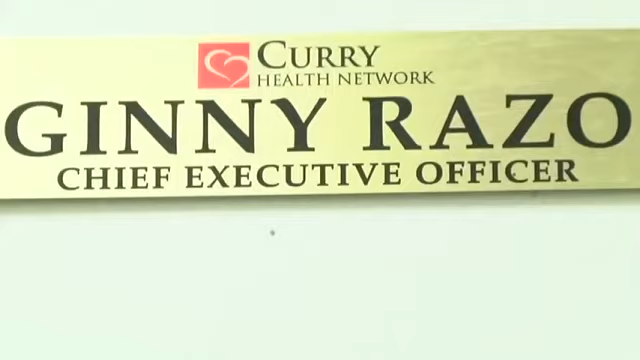 CURRY
HEALTH NETWORK
GINNY RAZO
CHIEF EXECUTIVE OFFICER